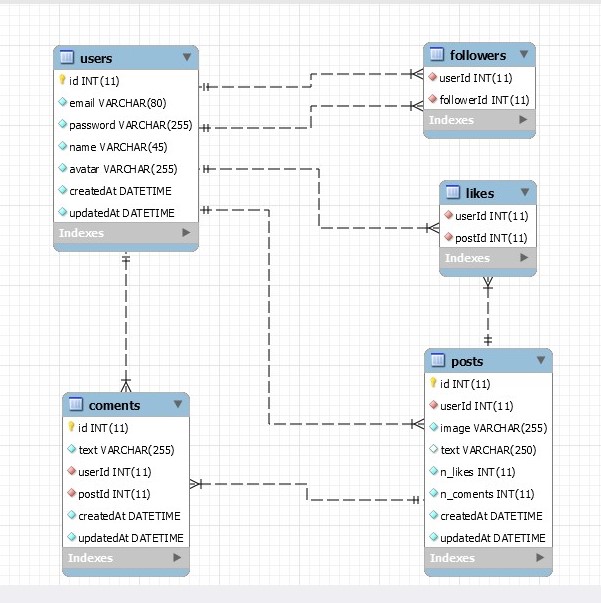 users
id INT(11)
email VARCHAR(80)
password VARCHAR(255)
name VARCHAR(45)
avatar VARCHAR(255)
createdAt DATETIME
updatedAt DATETIME
Indexes
followers
userId INT(11)
followerId INT(11)
Indexes
likes
userId INT(11)
postId INT(11)
Indexes
coments
id INT(11)
text VARCHAR(255)
userId INT(11)
postId INT(11)
createdAt DATETIME
updatedAt DATETIME
Indexes
posts
id INT(11)
userId INT(11)
image VARCHAR(255)
text VARCHAR(250)
n_likes INT(11)
n_coments INT(11)
createdAt DATETIME
updatedAt DATETIME
Indexes